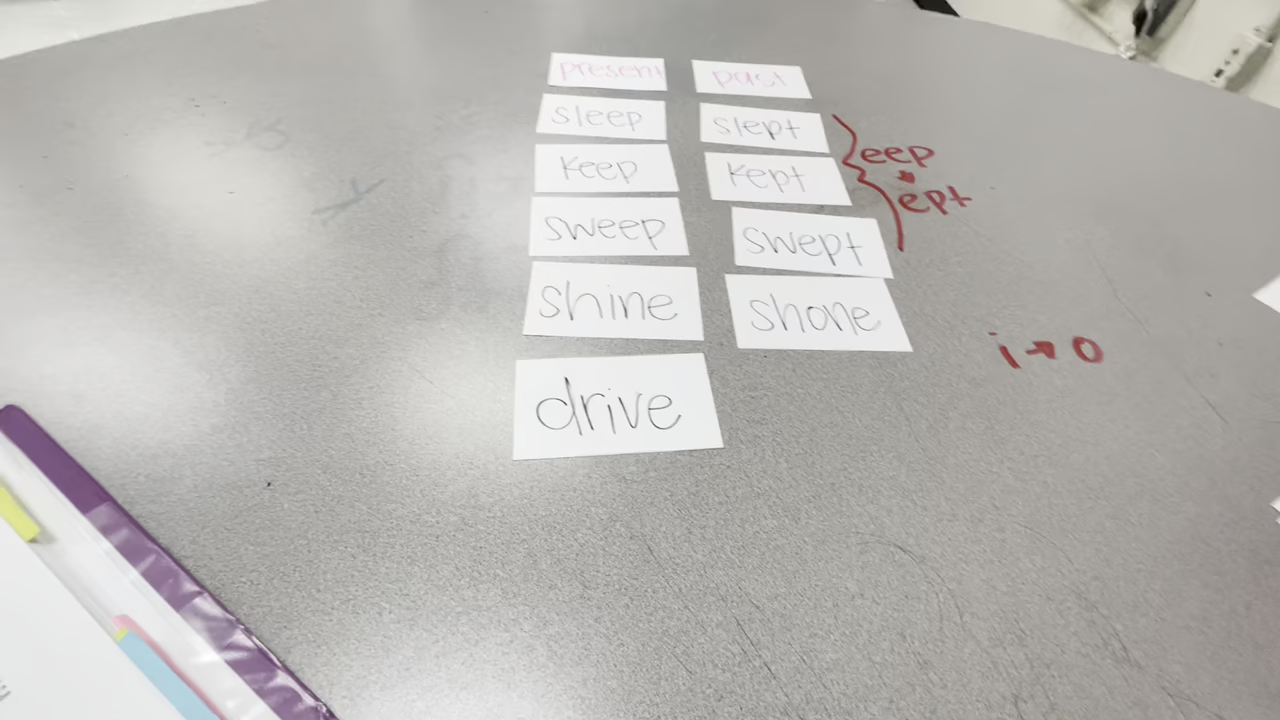 present past
sleep slept
keep kept
eep
ept
sweep swept
shine shone
i → o
drive